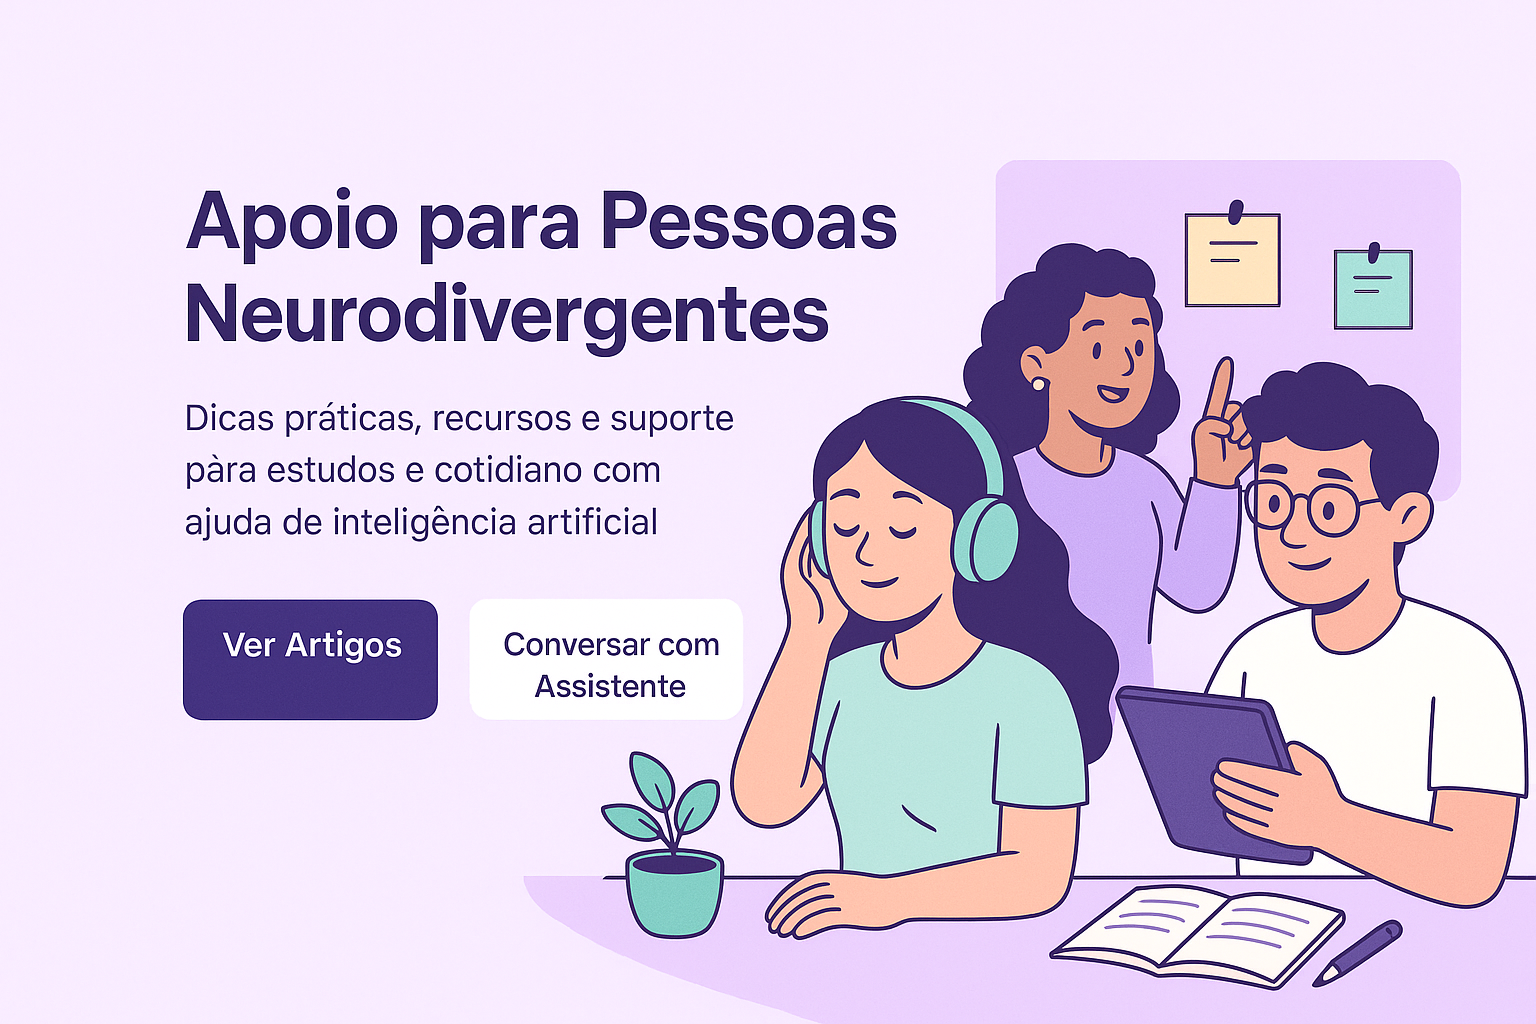 Apoio para Pessoas
Neurodivergentes
Dicas práticas, recursos e suporte
pàra estudos e cotidiano com
ajuda de inteligência artificial
Ver Artigos
Conversar com
Assistente